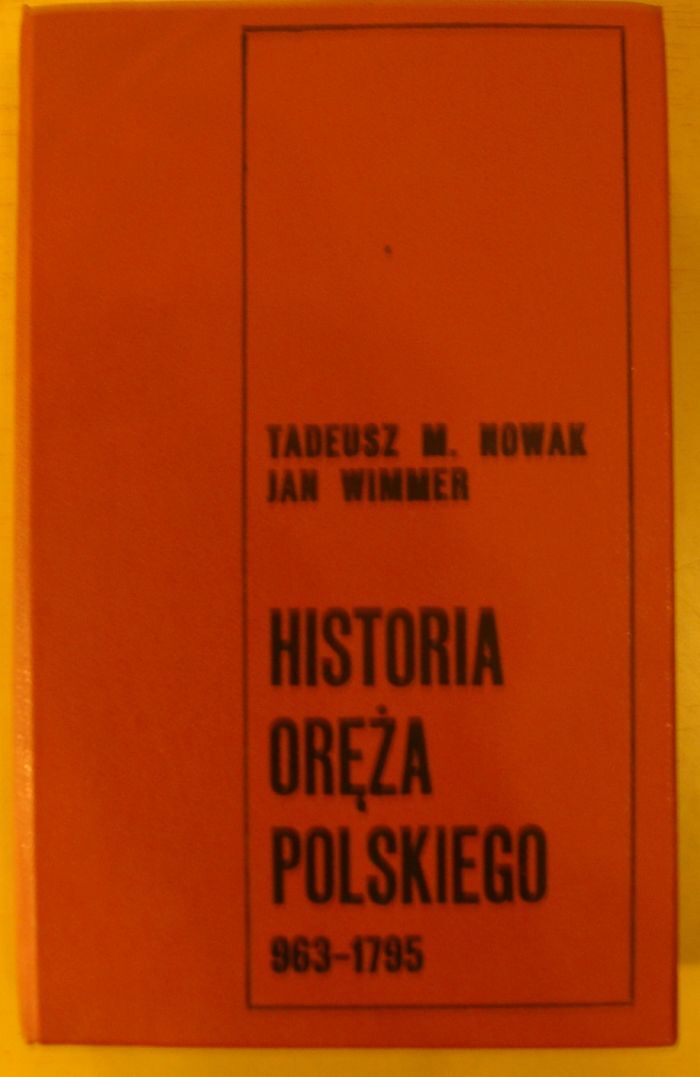 TADEUSZ M. NOWAK
JAN WIMMER
HISTORIA
ORĘŻA
POLSKIEGO
963-1795